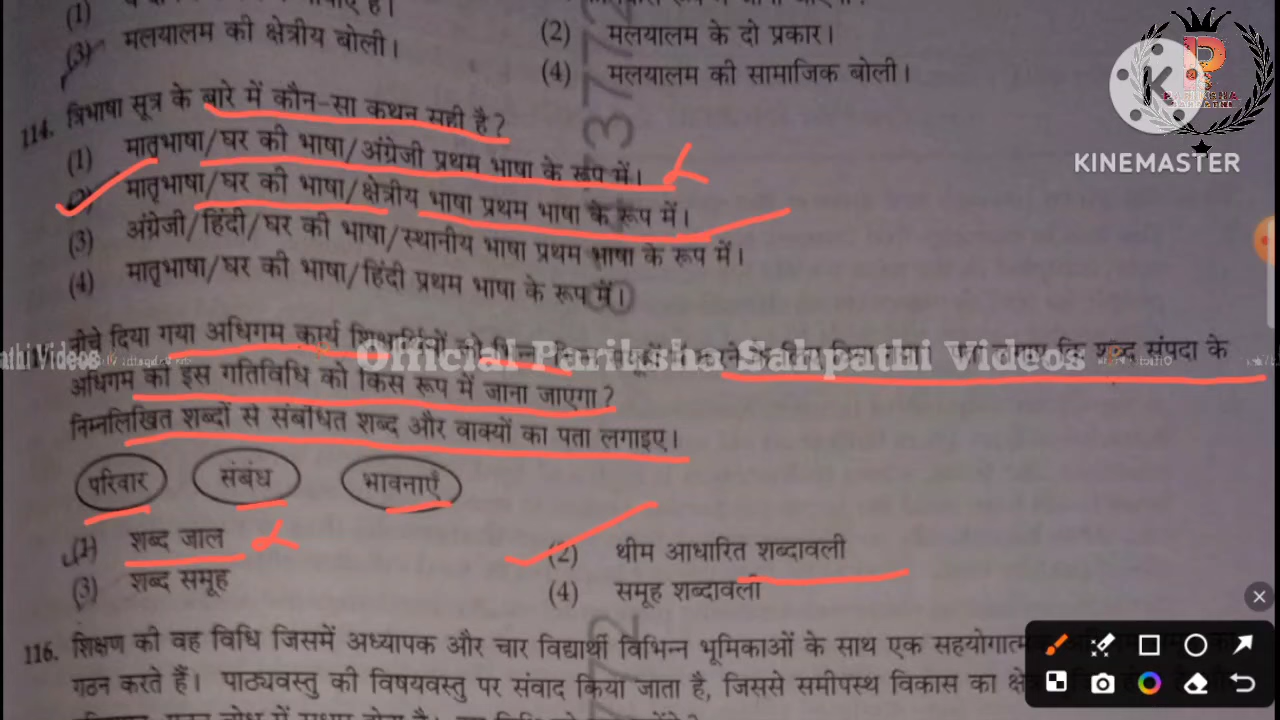 (1)
(3) मलयालम की क्षेत्रीय बोली।
(2) मलयालम के दो प्रकार।
(4) मलयालम की सामाजिक बोली।
114. त्रिभाषा सूत्र के बारे में कौन-सा कथन सही है?
(1) मातृभाषा/घर की भाषा/अंग्रेजी प्रथम भाषा के रूप में।
(2) मातृभाषा/घर की भाषा/क्षेत्रीय भाषा प्रथम भाषा के रूप में।
(3) अंग्रेजी/हिंदी/घर की भाषा/स्थानीय भाषा प्रथम भाषा के रूप में।
(4) मातृभाषा/घर की भाषा/हिंदी प्रथम भाषा के रूप में।
नीचे दिया गया अधिगम कार्य शब्द संपदा के
Official Pariksha Sahpathi Videos
अधिगम की इस गतिविधि को किस रूप में जाना जाएगा?
निम्नलिखित शब्दों से संबंधित शब्द और वाक्यों का पता लगाइए।
परिवार संबंध भावनाएँ
(1) शब्द जाल
(2) थीम आधारित शब्दावली
(3) शब्द समूह
(4) समूह शब्दावली
116. शिक्षण की वह विधि जिसमें अध्यापक और चार विद्यार्थी विभिन्न भूमिकाओं के साथ एक
गठन करते हैं। पाठ्यवस्तु की विषयवस्तु पर संवाद किया जाता है, जिससे समीपस्थ विकास का
KINEMASTER